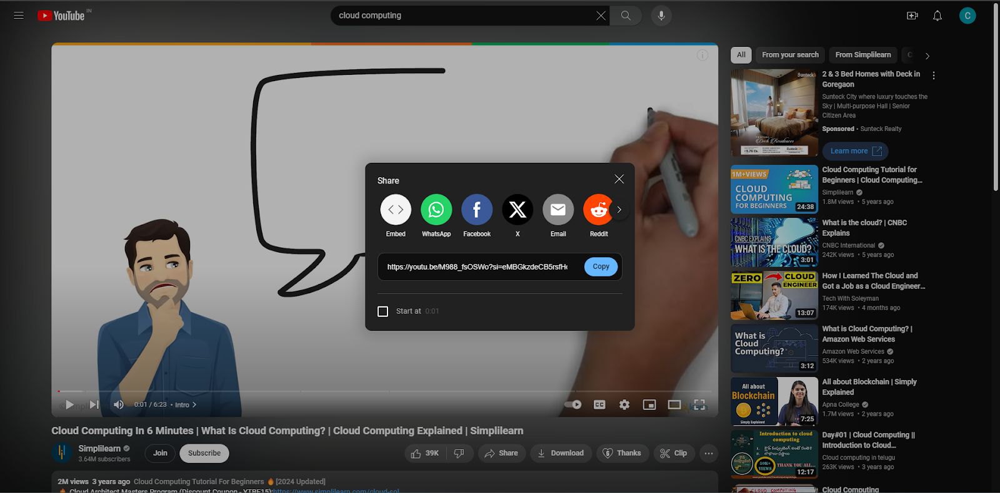 YouTube IN
cloud computing
C
All
From your search
From Simplilearn
Sunteck
2 & 3 Bed Homes with Deck in
Goregaon
Sunteck City where luxury touches the
Sky | Multi-purpose Hall | Senior
Citizen Area
Sponsored • Sunteck Realty
Deck Residences
Learn more
1M+VIEWS
CLOUD
COMPUTING
FOR BEGINNERS
24:38
Cloud Computing Tutorial for
Beginners | Cloud Computing...
Simplilearn
1.8M views • 5 years ago
CNBC EXPLAINS
WHAT IS THE CLOUD?
3:01
What is the cloud? | CNBC
Explains
CNBC International
242K views • 5 years ago
ZERO
CLOUD
ENGINEER
13:07
How I Learned The Cloud and
Got a Job as a Cloud Engineer...
Tech With Soleyman
174K views • 4 months ago
What is
Cloud
Computing?
3:12
What is Cloud Computing? |
Amazon Web Services
Amazon Web Services
534K views • 2 years ago
All about
Blockchain
Simply Explained
7:25
All about Blockchain | Simply
Explained
Apna College
1.7M views • 2 years ago
Introduction to cloud
computing
50K+
VIEWS
THANK YOU ALL...
12:17
Day#01 | Cloud Computing ||
Introduction to Cloud...
Cloud computing in telugu
263K views • 3 years ago
CLOUD COMPUTING
Cloud Computing
Share
Embed
WhatsApp
Facebook
X
Email
Reddit
https://youtu.be/M988_fsOSWo?si=eMBGkzdeCB5rsfH
Copy
Start at 0:01
0:01 / 6:23 • Intro
CC
Cloud Computing In 6 Minutes | What Is Cloud Computing? | Cloud Computing Explained | Simplilearn
Simplilearn
3.64M subscribers
Join
Subscribe
39K
Share
Download
Thanks
Clip
2M views 3 years ago Cloud Computing Tutorial For Beginners 🔥 [2024 Updated]
🔥 Cloud Architect Masters Program (Discount Coupon - YTBE15):https://www.simplilearn.com/cloud-sol